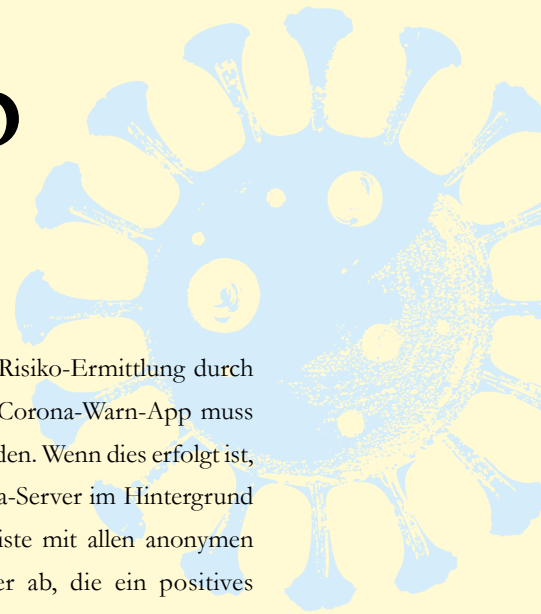 o
Risiko-Ermittlung durch
Corona-Warn-App muss
den. Wenn dies erfolgt ist,
a-Server im Hintergrund
iste mit allen anonymen
er ab, die ein positives